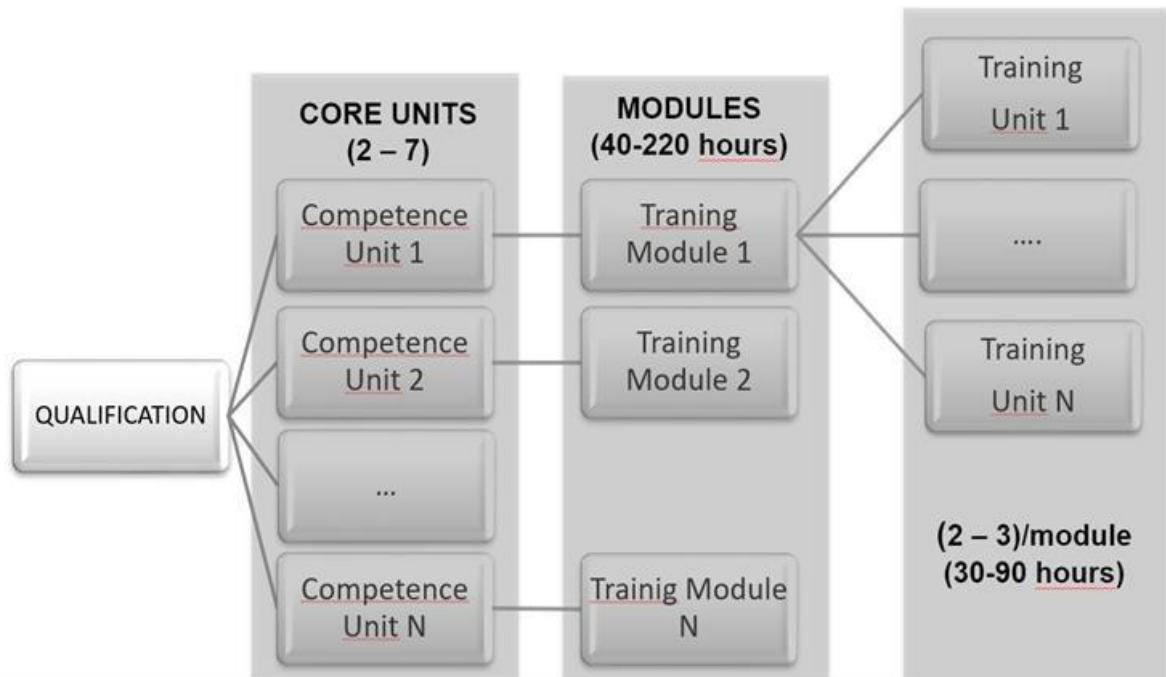 QUALIFICATION
CORE UNITS
(2 – 7)
Competence
Unit 1
Competence
Unit 2
...
Competence
Unit N
MODULES
(40-220 hours)
Traning
Module 1
Training
Module 2
Trainig Module
N
Training
Unit 1
....
Training
Unit N
(2 – 3)/module
(30-90 hours)